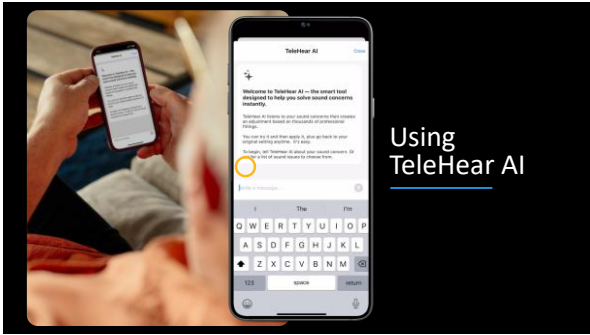 TeleHear AI
Close
Welcome to TeleHear AI — the smart tool
designed to help you solve sound concerns
instantly.
TeleHear AI listens to your sound concerns then creates
an adjustment based on thousands of professional
fittings.
You can try it and then apply it, plus go back to your
original setting anytime. It's easy.
To begin, tell TeleHear AI about your sound concern. Or
for a list of sound issues to choose from.
Write a message...
I The I'm
Q W E R T Y U I O P
A S D F G H J K L
Z X C V B N M
123 space return
Using
TeleHear AI